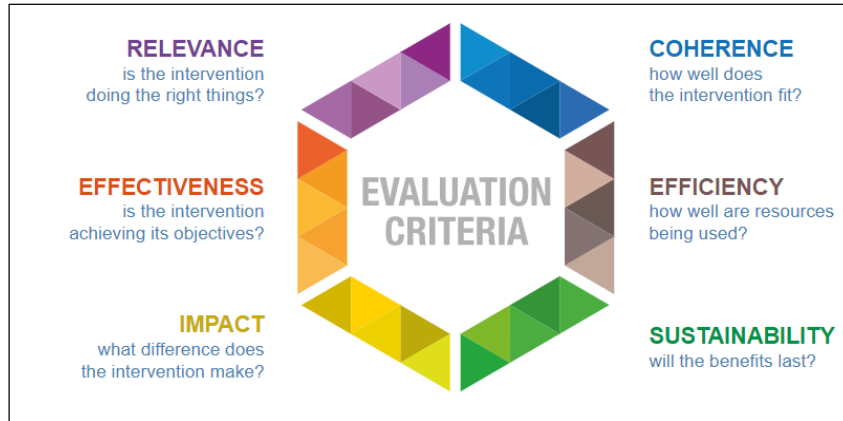 RELEVANCE
is the intervention
doing the right things?
COHERENCE
how well does
the intervention fit?
EFFECTIVENESS
is the intervention
achieving its objectives?
EVALUATION
CRITERIA
EFFICIENCY
how well are resources
being used?
IMPACT
what difference does
the intervention make?
SUSTAINABILITY
will the benefits last?